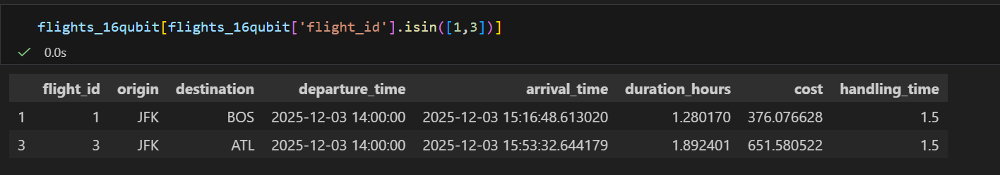 flights_16qubit[flights_16qubit['flight_id'].isin([1,3])]
0.0s
flight_id origin destination departure_time arrival_time duration_hours cost handling_time
1 1 JFK BOS 2025-12-03 14:00:00 2025-12-03 15:16:48.613020 1.280170 376.076628 1.5
3 3 JFK ATL 2025-12-03 14:00:00 2025-12-03 15:53:32.644179 1.892401 651.580522 1.5